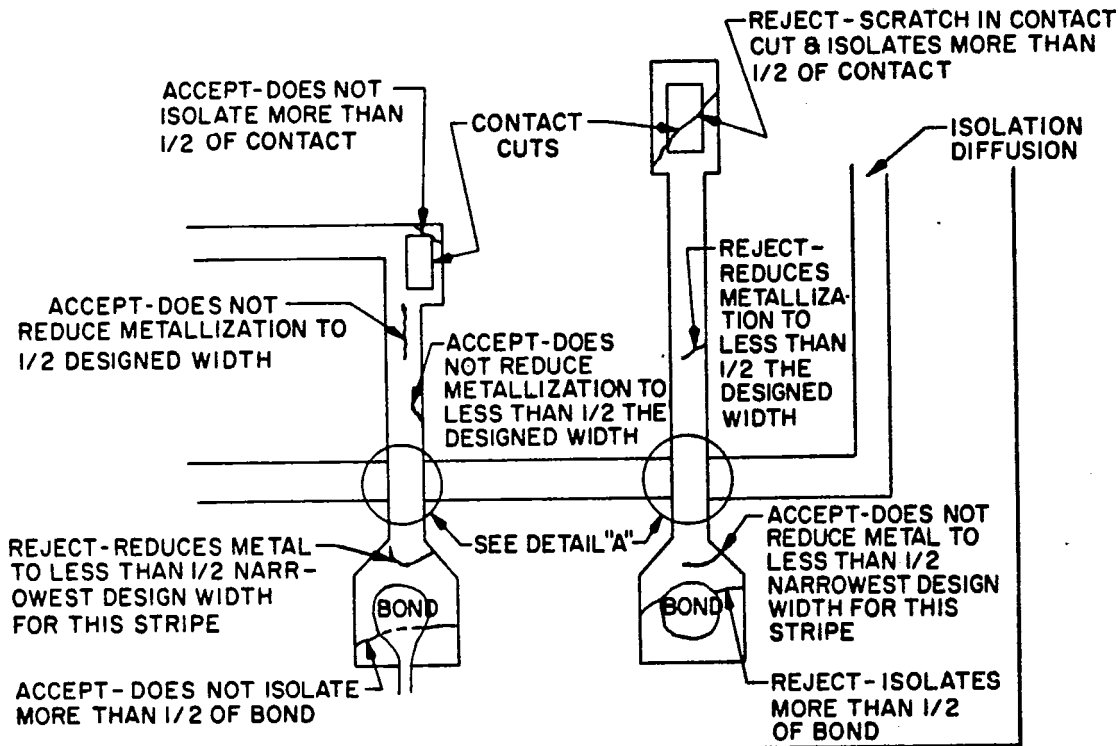 REJECT-SCRATCH IN CONTACT
CUT & ISOLATES MORE THAN
1/2 OF CONTACT
ACCEPT-DOES NOT
ISOLATE MORE THAN
1/2 OF CONTACT
CONTACT
CUTS
ISOLATION
DIFFUSION
REJECT-
REDUCES
METALLIZA-
TION TO
LESS THAN
1/2 THE
DESIGNED
WIDTH
ACCEPT-DOES NOT
REDUCE METALLIZATION TO
1/2 DESIGNED WIDTH
ACCEPT-DOES
NOT REDUCE
METALLIZATION TO
LESS THAN 1/2 THE
DESIGNED WIDTH
SEE DETAIL "A"
REJECT-REDUCES METAL
TO LESS THAN 1/2 NARR-
OWEST DESIGN WIDTH
FOR THIS STRIPE
ACCEPT-DOES NOT
REDUCE METAL TO
LESS THAN 1/2
NARROWEST DESIGN
WIDTH FOR THIS
STRIPE
BOND
BOND
ACCEPT-DOES NOT ISOLATE
MORE THAN 1/2 OF BOND
REJECT-ISOLATES
MORE THAN 1/2
OF BOND